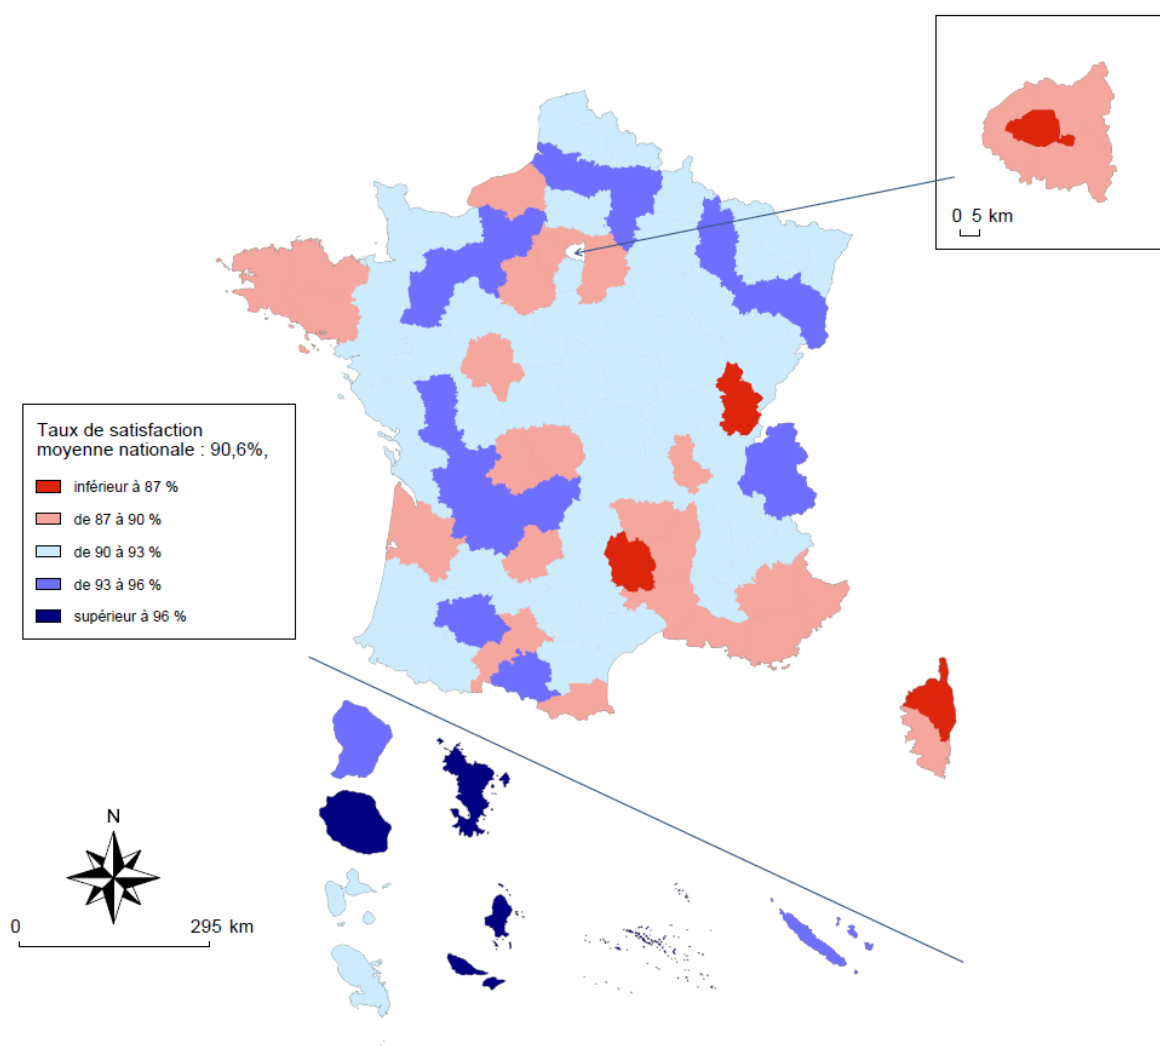 0 5 km
Taux de satisfaction
moyenne nationale : 90,6%,
inférieur à 87 %
de 87 à 90 %
de 90 à 93%
de 93 à 96%
supérieur à 96 %
N
0 295 km